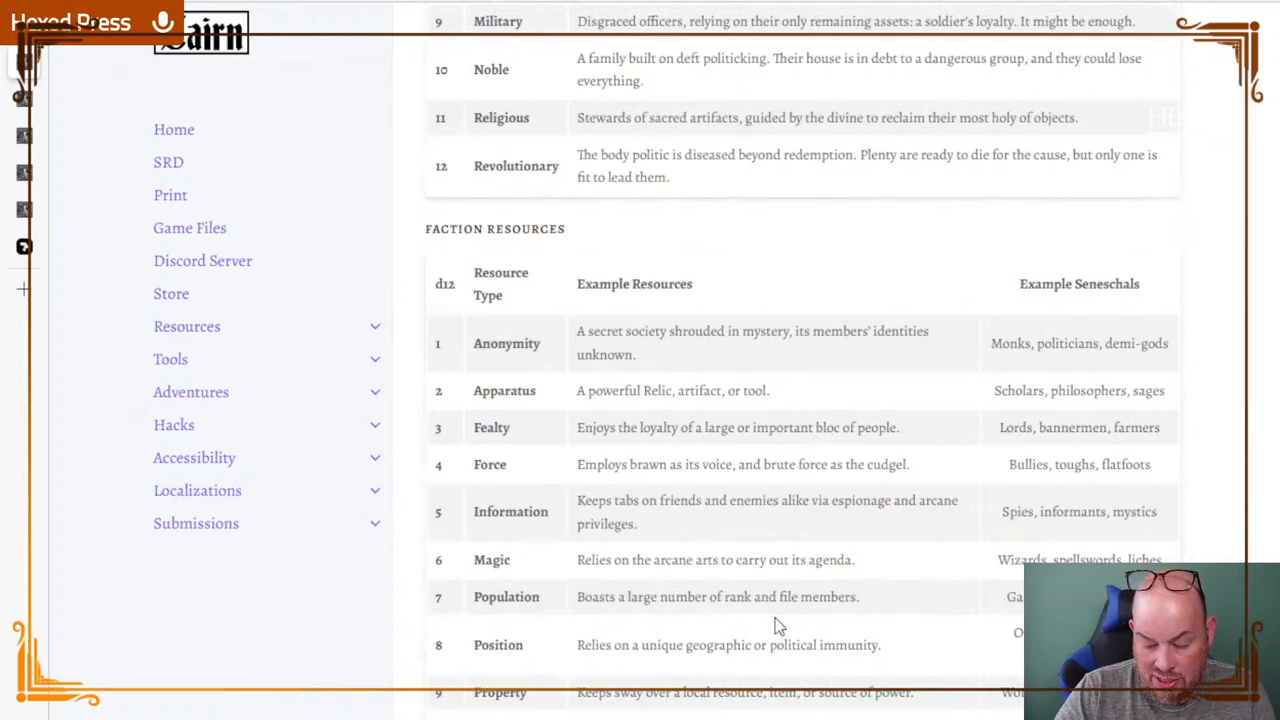 Hexed Press
Cairn
Home
SRD
Print
Game Files
Discord Server
Store
Resources
Tools
Adventures
Hacks
Accessibility
Localizations
Submissions
9 Military Disgraced officers, relying on their only remaining assets: a soldier's loyalty. It might be enough.
10 Noble A family built on deft politicking. Their house is in debt to a dangerous group, and they could lose
everything.
11 Religious Stewards of sacred artifacts, guided by the divine to reclaim their most holy of objects.
HE
12 Revolutionary The body politic is diseased beyond redemption. Plenty are ready to die for the cause, but only one is
fit to lead them.
FACTION RESOURCES
d12 Resource Type Example Resources Example Seneschals
1 Anonymity A secret society shrouded in mystery, its members' identities
unknown. Monks, politicians, demi-gods
2 Apparatus A powerful Relic, artifact, or tool. Scholars, philosophers, sages
3 Fealty Enjoys the loyalty of a large or important bloc of people. Lords, bannermen, farmers
4 Force Employs brawn as its voice, and brute force as the cudgel. Bullies, toughs, flatfoots
5 Information Keeps tabs on friends and enemies alike via espionage and arcane
privileges. Spies, informants, mystics
6 Magic Relies on the arcane arts to carry out its agenda. Wizards, spellswords, liches
7 Population Boasts a large number of rank and file members.
8 Position Relies on a unique geographic or political immunity.
9 Property Keeps sway over a local resource, item, or source of power.